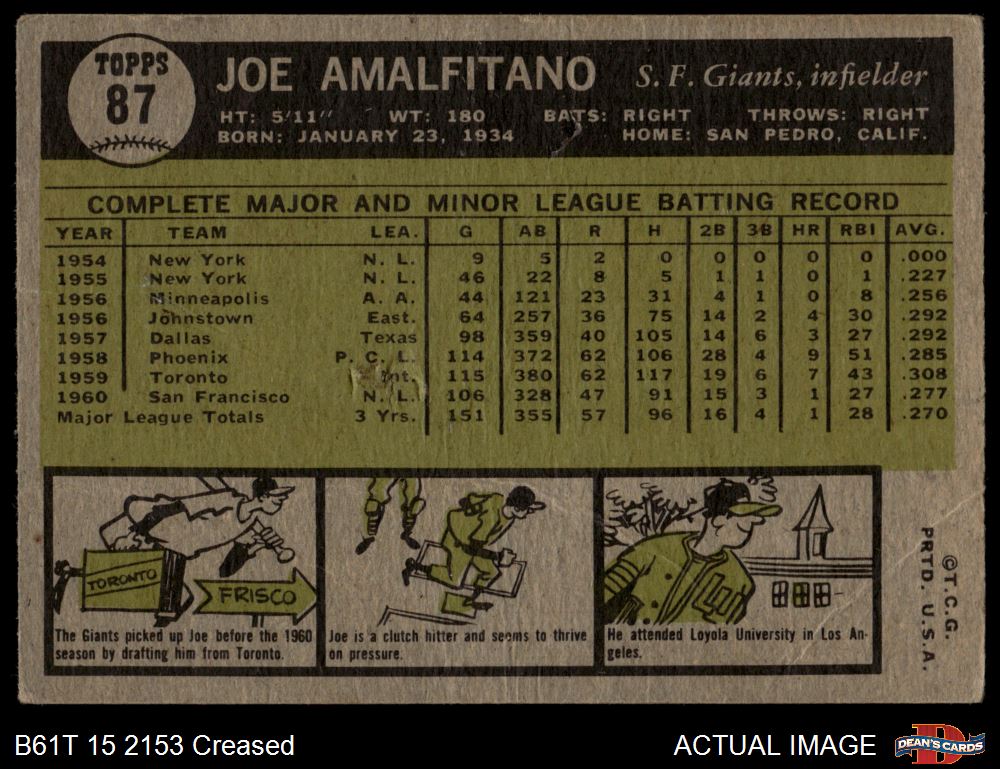 TOPPS
87
JOE AMALFITANO S. F. Giants, infielder
HT: 5'11" WT: 180 BATS: RIGHT THROWS: RIGHT
BORN: JANUARY 23, 1934 HOME: SAN PEDRO, CALIF.
COMPLETE MAJOR AND MINOR LEAGUE BATTING RECORD
YEAR TEAM LEA. G AB R H 2B 3B HR RBI AVG.
1954 New York N. L. 9 5 2 0 0 0 0 0 .000
1955 New York N. L. 46 22 8 5 1 1 0 1 .227
1956 Minneapolis A. A. 44 121 23 31 4 1 0 8 .256
1956 Johnstown East. 64 257 36 75 14 2 4 30 .292
1957 Dallas Texas 98 359 40 105 14 6 3 27 .292
1958 Phoenix P. C. L. 114 372 62 106 28 4 9 51 .285
1959 Toronto Int. 115 380 62 117 19 6 7 43 .308
1960 San Francisco N. L. 106 328 47 91 15 3 1 27 .277
Major League Totals 3 Yrs. 151 355 57 96 16 4 1 28 .270
TORONTO
FRISCO
The Giants picked up Joe before the 1960
season by drafting him from Toronto.
Joe is a clutch hitter and seems to thrive
on pressure.
He attended Loyola University in Los An-
geles.
©T.C.G.
PRTD. U.S.A.
B61T 15 2153 Creased
ACTUAL IMAGE
D
DEAN'S CARDS